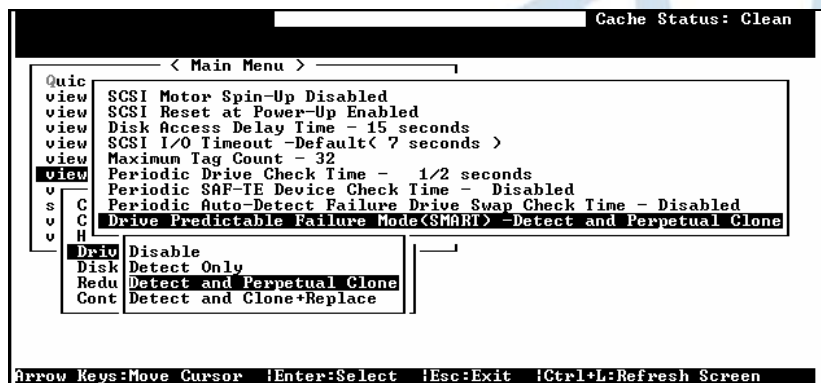 Cache Status: Clean
< Main Menu >
Quic
view SCSI Motor Spin-Up Disabled
view SCSI Reset at Power-Up Enabled
view Disk Access Delay Time - 15 seconds
view SCSI I/O Timeout -Default( 7 seconds )
view Maximum Tag Count - 32
view Periodic Drive Check Time - 1/2 seconds
v Periodic SAF-TE Device Check Time - Disabled
s C Periodic Auto-Detect Failure Drive Swap Check Time - Disabled
v C Drive Predictable Failure Mode(SMART) -Detect and Perpetual Clone
v H
Driv Disable
Disk Detect Only
Redu Detect and Perpetual Clone
Cont Detect and Clone+Replace
Arrow Keys:Move Cursor |Enter:Select |Esc:Exit |Ctrl+L:Refresh Screen